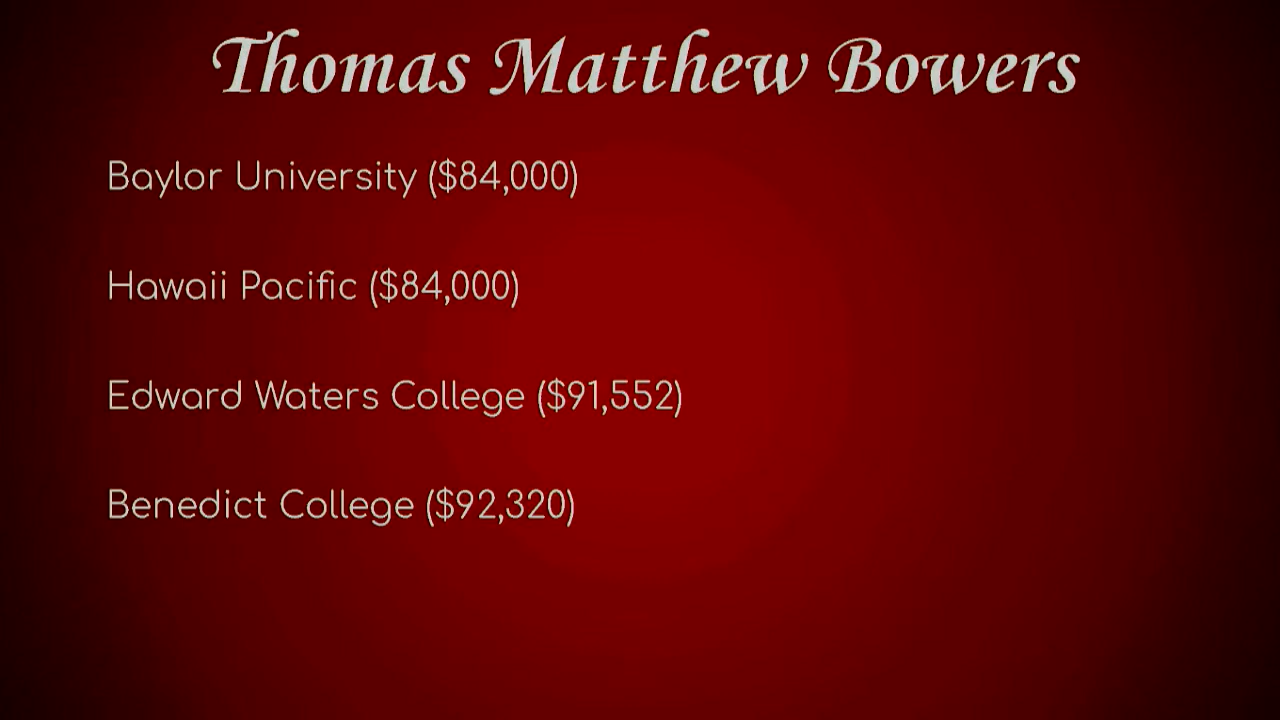 Thomas Matthew Bowers
Baylor University ($84,000)
Hawaii Pacific ($84,000)
Edward Waters College ($91,552)
Benedict College ($92,320)